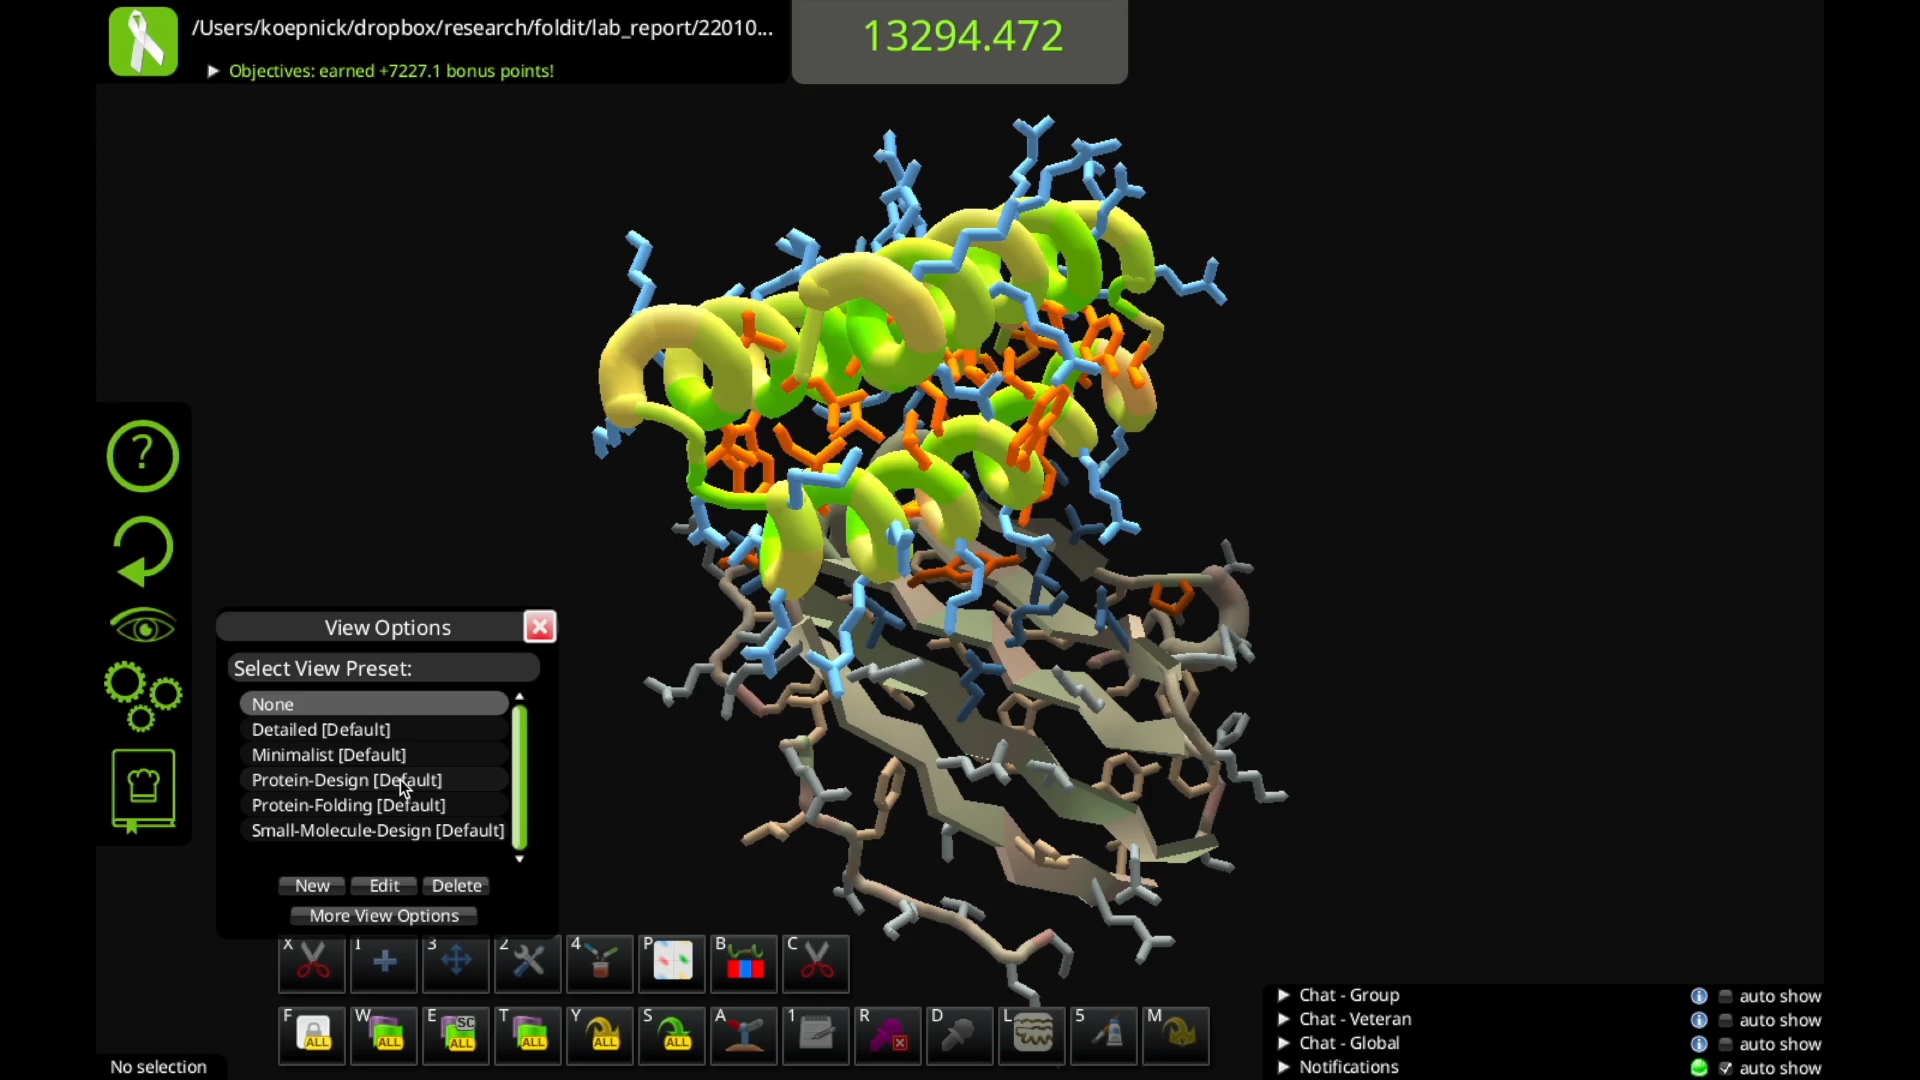 /Users/koepnick/dropbox/research/foldit/lab_report/22010...
Objectives: earned +7227.1 bonus points!
13294.472
?
View Options
Select View Preset:
None
Detailed [Default]
Minimalist [Default]
Protein-Design [Default]
Protein-Folding [Default]
Small-Molecule-Design [Default]
New Edit Delete
More View Options
X I 3 2 4 P B C
F ALL W ALL E SC ALL T ALL Y ALL S ALL A 1 R D L 5 M
No selection
Chat - Group auto show
Chat - Veteran auto show
Chat - Global auto show
Notifications auto show